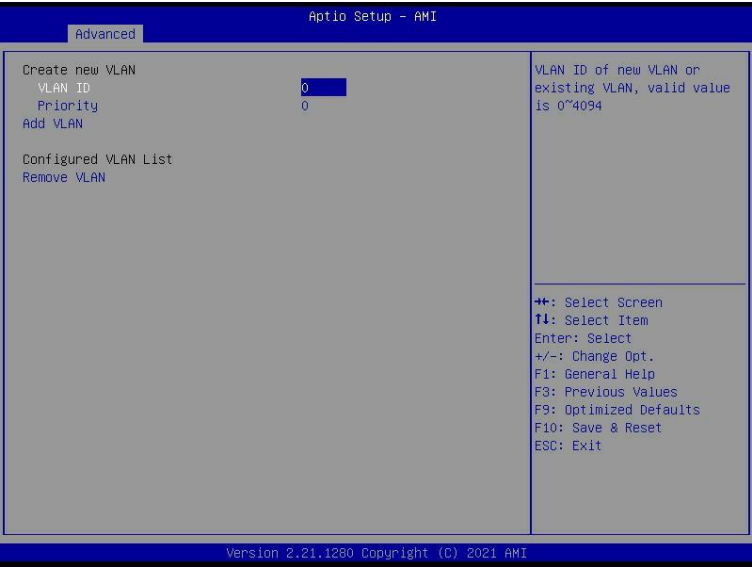 Aptio Setup – AMI
Advanced
Create new VLAN
VLAN ID 0
Priority 0
Add VLAN
Configured VLAN List
Remove VLAN
VLAN ID of new VLAN or
existing VLAN, valid value
is 0~4094
→←: Select Screen
↑↓: Select Item
Enter: Select
+/-: Change Opt.
F1: General Help
F3: Previous Values
F9: Optimized Defaults
F10: Save & Reset
ESC: Exit
Version 2.21.1280 Copyright (C) 2021 AMI